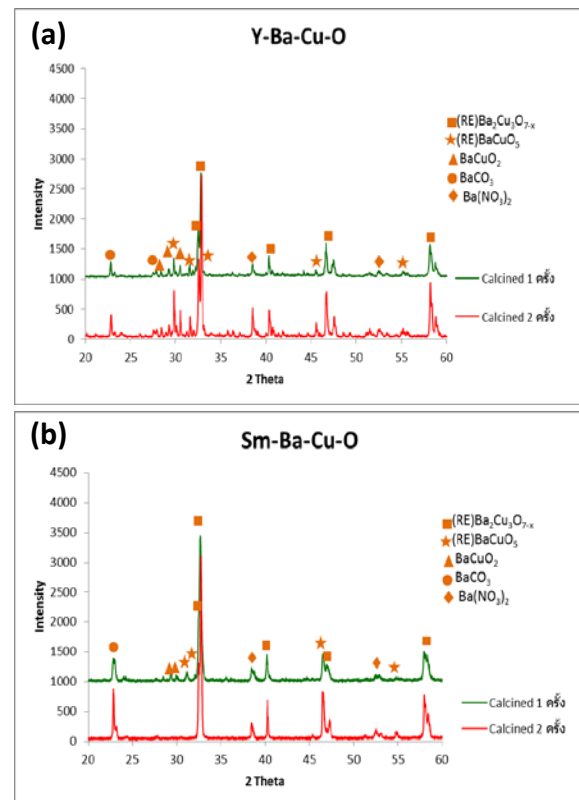 (a)
Y-Ba-Cu-O
4500
4000
3500
3000
2500
2000
1500
1000
500
0
Intensity
20 25 30 35 40 45 50 55 60
2 Theta
(RE)Ba₂Cu₃O₇₋ₓ
(RE)BaCuO₅
BaCuO₂
BaCO₃
Ba(NO₃)₂
Calcined 1 ครั้ง
Calcined 2 ครั้ง
(b)
Sm-Ba-Cu-O
4500
4000
3500
3000
2500
2000
1500
1000
500
0
Intensity
20 25 30 35 40 45 50 55 60
2 Theta
(RE)Ba₂Cu₃O₇₋ₓ
(RE)BaCuO₅
BaCuO₂
BaCO₃
Ba(NO₃)₂
Calcined 1 ครั้ง
Calcined 2 ครั้ง